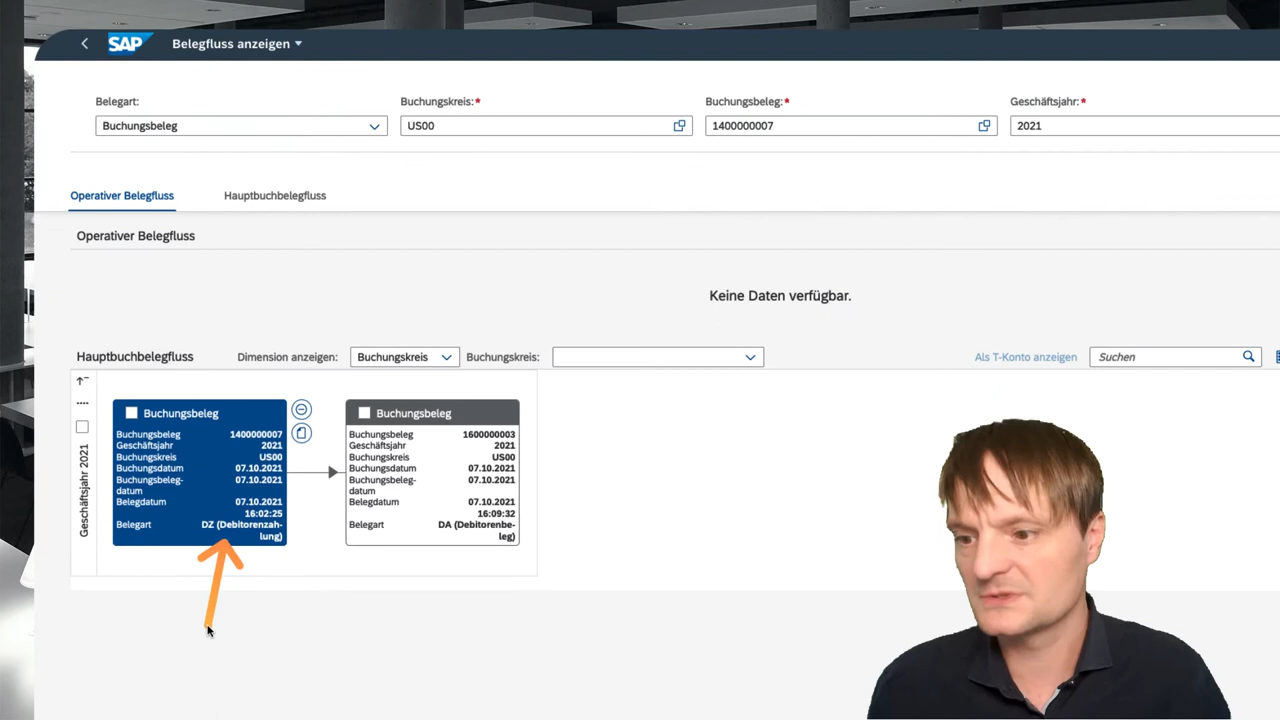 SAP Belegfluss anzeigen
Belegart: Buchungskreis:* Buchungsbeleg:* Geschäftsjahr:*
Buchungsbeleg US00 1400000007 2021
Operativer Belegfluss Hauptbuchbelegfluss
Operativer Belegfluss
Keine Daten verfügbar.
Hauptbuchbelegfluss Dimension anzeigen: Buchungskreis Buchungskreis: Als T-Konto anzeigen Suchen
Geschäftsjahr 2021
Buchungsbeleg
Buchungsbeleg 1400000007
Geschäftsjahr 2021
Buchungskreis US00
Buchungsdatum 07.10.2021
Buchungsbeleg- 07.10.2021
datum
Belegdatum 07.10.2021
16:02:25
Belegart DZ (Debitorenzah-
lung)
Buchungsbeleg
Buchungsbeleg 1600000003
Geschäftsjahr 2021
Buchungskreis US00
Buchungsdatum 07.10.2021
Buchungsbeleg- 07.10.2021
datum
Belegdatum 07.10.2021
16:09:32
Belegart DA (Debitorenbe-
leg)